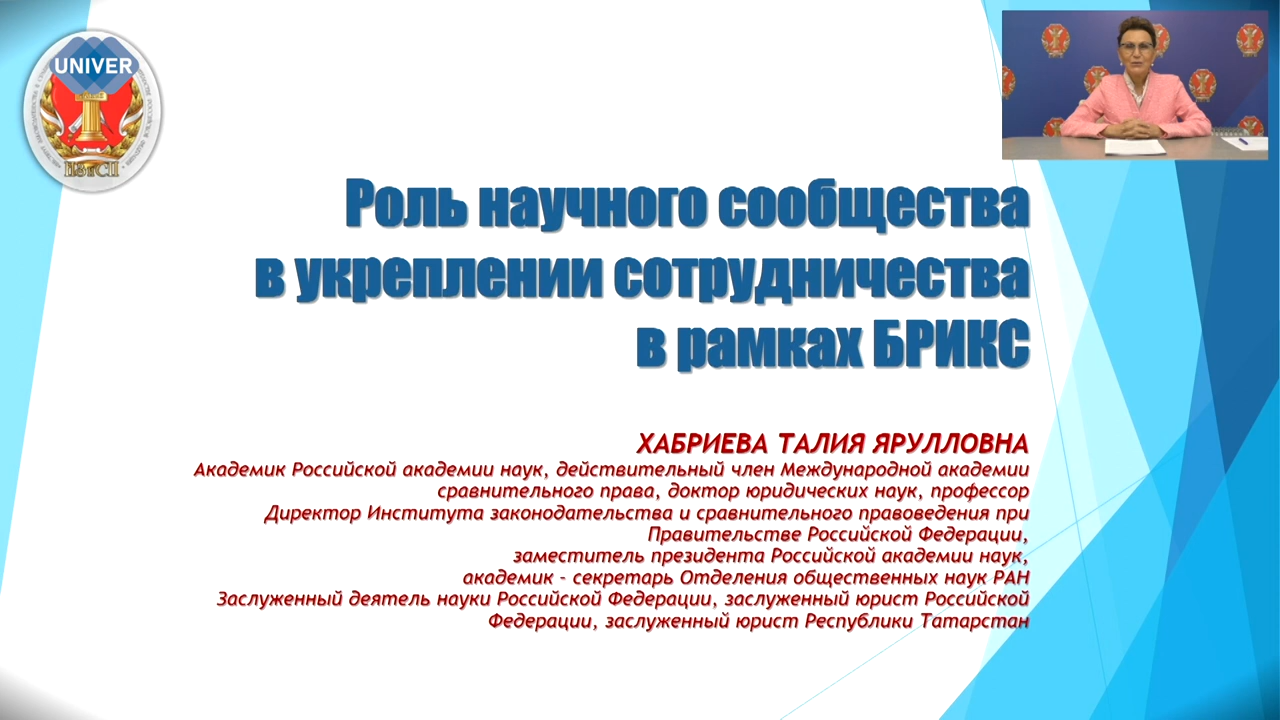 UNIVER
ИЗиСП
Роль научного сообщества
в укреплении сотрудничества
в рамках БРИКС
ХАБРИЕВА ТАЛИЯ ЯРУЛЛОВНА
Академик Российской академии наук, действительный член Международной академии
сравнительного права, доктор юридических наук, профессор
Директор Института законодательства и сравнительного правоведения при
Правительстве Российской Федерации,
заместитель президента Российской академии наук,
академик – секретарь Отделения общественных наук РАН
Заслуженный деятель науки Российской Федерации, заслуженный юрист Российской
Федерации, заслуженный юрист Республики Татарстан